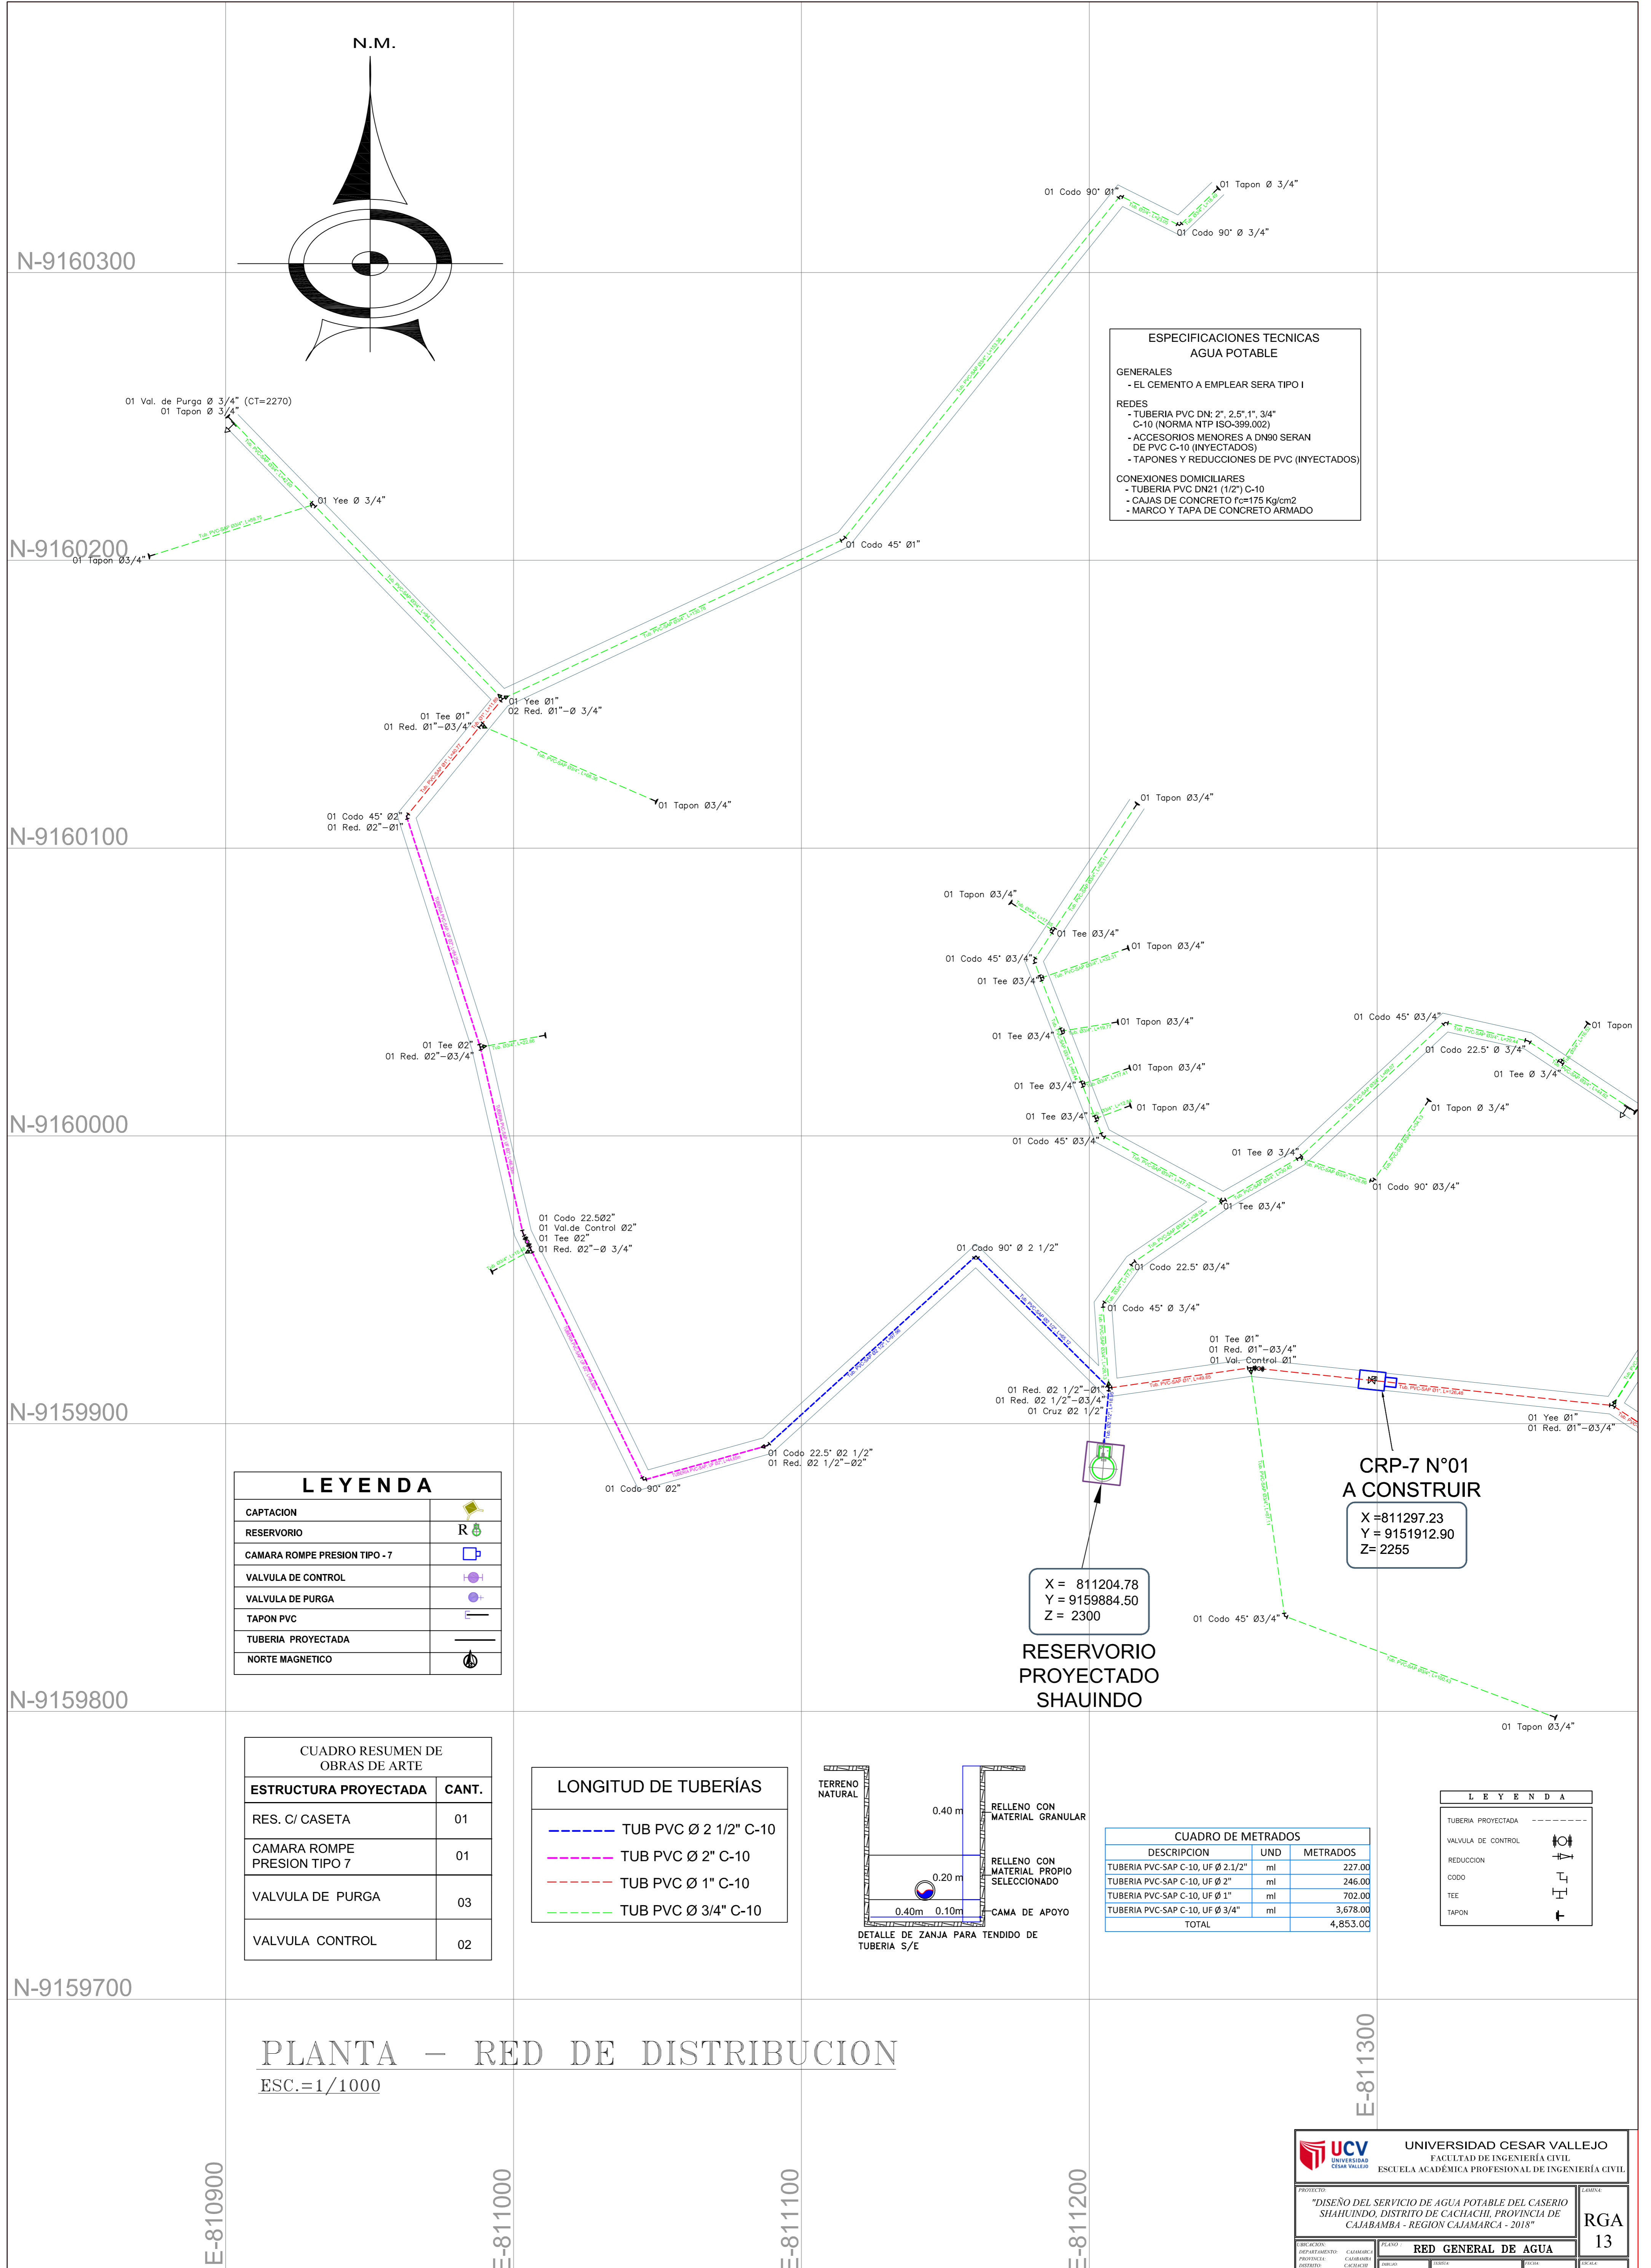 N.M.
N-9160300
N-9160200
N-9160100
N-9160000
N-9159900
N-9159800
N-9159700
01 Codo 90° Ø1"
01 Tapon Ø 3/4"
01 Codo 90° Ø 3/4"
ESPECIFICACIONES TECNICAS
AGUA POTABLE
GENERALES
- EL CEMENTO A EMPLEAR SERA TIPO I
REDES
- TUBERIA PVC DN: 2", 2.5",1", 3/4"
C-10 (NORMA NTP ISO-399.002)
- ACCESORIOS MENORES A DN90 SERAN
DE PVC C-10 (INYECTADOS)
- TAPONES Y REDUCCIONES DE PVC (INYECTADOS)
CONEXIONES DOMICILIARES
- TUBERIA PVC DN21 (1/2") C-10
- CAJAS DE CONCRETO f'c=175 Kg/cm2
- MARCO Y TAPA DE CONCRETO ARMADO
01 Val. de Purga Ø 3/4" (CT=2270)
01 Tapon Ø 3/4"
01 Yee Ø 3/4"
01 Tapon Ø3/4"
01 Codo 45° Ø1"
01 Yee Ø1"
02 Red. Ø1"-Ø 3/4"
01 Tee Ø1"
01 Red. Ø1"-Ø3/4"
01 Tapon Ø3/4"
01 Codo 45° Ø2"
01 Red. Ø2"-Ø1"
01 Tapon Ø3/4"
01 Tapon Ø3/4"
01 Tee Ø3/4"
01 Tapon Ø3/4"
01 Codo 45° Ø3/4"
01 Tee Ø3/4"
01 Tapon Ø3/4"
01 Tee Ø3/4"
01 Codo 45° Ø3/4"
01 Tapon
01 Tee Ø2"
01 Red. Ø2"-Ø3/4"
01 Codo 22.5° Ø 3/4"
01 Tapon Ø3/4"
01 Tee Ø 3/4"
01 Tee Ø3/4"
01 Tapon Ø3/4"
01 Tapon Ø 3/4"
01 Tee Ø3/4"
01 Codo 45° Ø3/4"
01 Tee Ø 3/4"
01 Codo 90° Ø3/4"
01 Tee Ø3/4"
01 Codo 22.5Ø2"
01 Val.de Control Ø2"
01 Tee Ø2"
01 Red. Ø2"-Ø 3/4"
01 Codo 90° Ø 2 1/2"
01 Codo 22.5° Ø3/4"
01 Codo 45° Ø 3/4"
01 Tee Ø1"
01 Red. Ø1"-Ø3/4"
01 Val. Control Ø1"
01 Red. Ø2 1/2"-Ø1"
01 Red. Ø2 1/2"-Ø3/4"
01 Cruz Ø2 1/2"
01 Yee Ø1"
01 Red. Ø1"-Ø3/4"
01 Codo 22.5° Ø2 1/2"
01 Red. Ø2 1/2"-Ø2"
01 Codo 90° Ø2"
CRP-7 N°01
A CONSTRUIR
X =811297.23
Y = 9151912.90
Z= 2255
X = 811204.78
Y = 9159884.50
Z = 2300
RESERVORIO
PROYECTADO
SHAUINDO
01 Codo 45° Ø3/4"
01 Tapon Ø3/4"
LEYENDA
CAPTACION
RESERVORIO R
CAMARA ROMPE PRESION TIPO - 7
VALVULA DE CONTROL
VALVULA DE PURGA
TAPON PVC
TUBERIA PROYECTADA
NORTE MAGNETICO
CUADRO RESUMEN DE
OBRAS DE ARTE
ESTRUCTURA PROYECTADA CANT.
RES. C/ CASETA 01
CAMARA ROMPE
PRESION TIPO 7 01
VALVULA DE PURGA 03
VALVULA CONTROL 02
LONGITUD DE TUBERÍAS
TUB PVC Ø 2 1/2" C-10
TUB PVC Ø 2" C-10
TUB PVC Ø 1" C-10
TUB PVC Ø 3/4" C-10
TERRENO
NATURAL
0.40 m
RELLENO CON
MATERIAL GRANULAR
RELLENO CON
MATERIAL PROPIO
SELECCIONADO
0.20 m
0.40m 0.10m
CAMA DE APOYO
DETALLE DE ZANJA PARA TENDIDO DE
TUBERIA S/E
CUADRO DE METRADOS
DESCRIPCION UND METRADOS
TUBERIA PVC-SAP C-10, UF Ø 2.1/2" ml 227.00
TUBERIA PVC-SAP C-10, UF Ø 2" ml 246.00
TUBERIA PVC-SAP C-10, UF Ø 1" ml 702.00
TUBERIA PVC-SAP C-10, UF Ø 3/4" ml 3,678.00
TOTAL 4,853.00
L E Y E N D A
TUBERIA PROYECTADA
VALVULA DE CONTROL
REDUCCION
CODO
TEE
TAPON
PLANTA - RED DE DISTRIBUCION
ESC.=1/1000
E-810900
E-811000
E-811100
E-811200
E-811300
UCV
UNIVERSIDAD
CÉSAR VALLEJO
UNIVERSIDAD CESAR VALLEJO
FACULTAD DE INGENIERÍA CIVIL
ESCUELA ACADÉMICA PROFESIONAL DE INGENIERÍA CIVIL
PROYECTO:
"DISEÑO DEL SERVICIO DE AGUA POTABLE DEL CASERIO
SHAHUINDO, DISTRITO DE CACHACHI, PROVINCIA DE
CAJABAMBA - REGION CAJAMARCA - 2018"
LAMINA:
RGA
13
UBICACION:
DEPARTAMENTO: CAJAMARCA
PROVINCIA: CAJABAMBA
DISTRITO: CACHACHI
PLANO :
RED GENERAL DE AGUA
DIBUJO:
FECHA:
ESCALA: